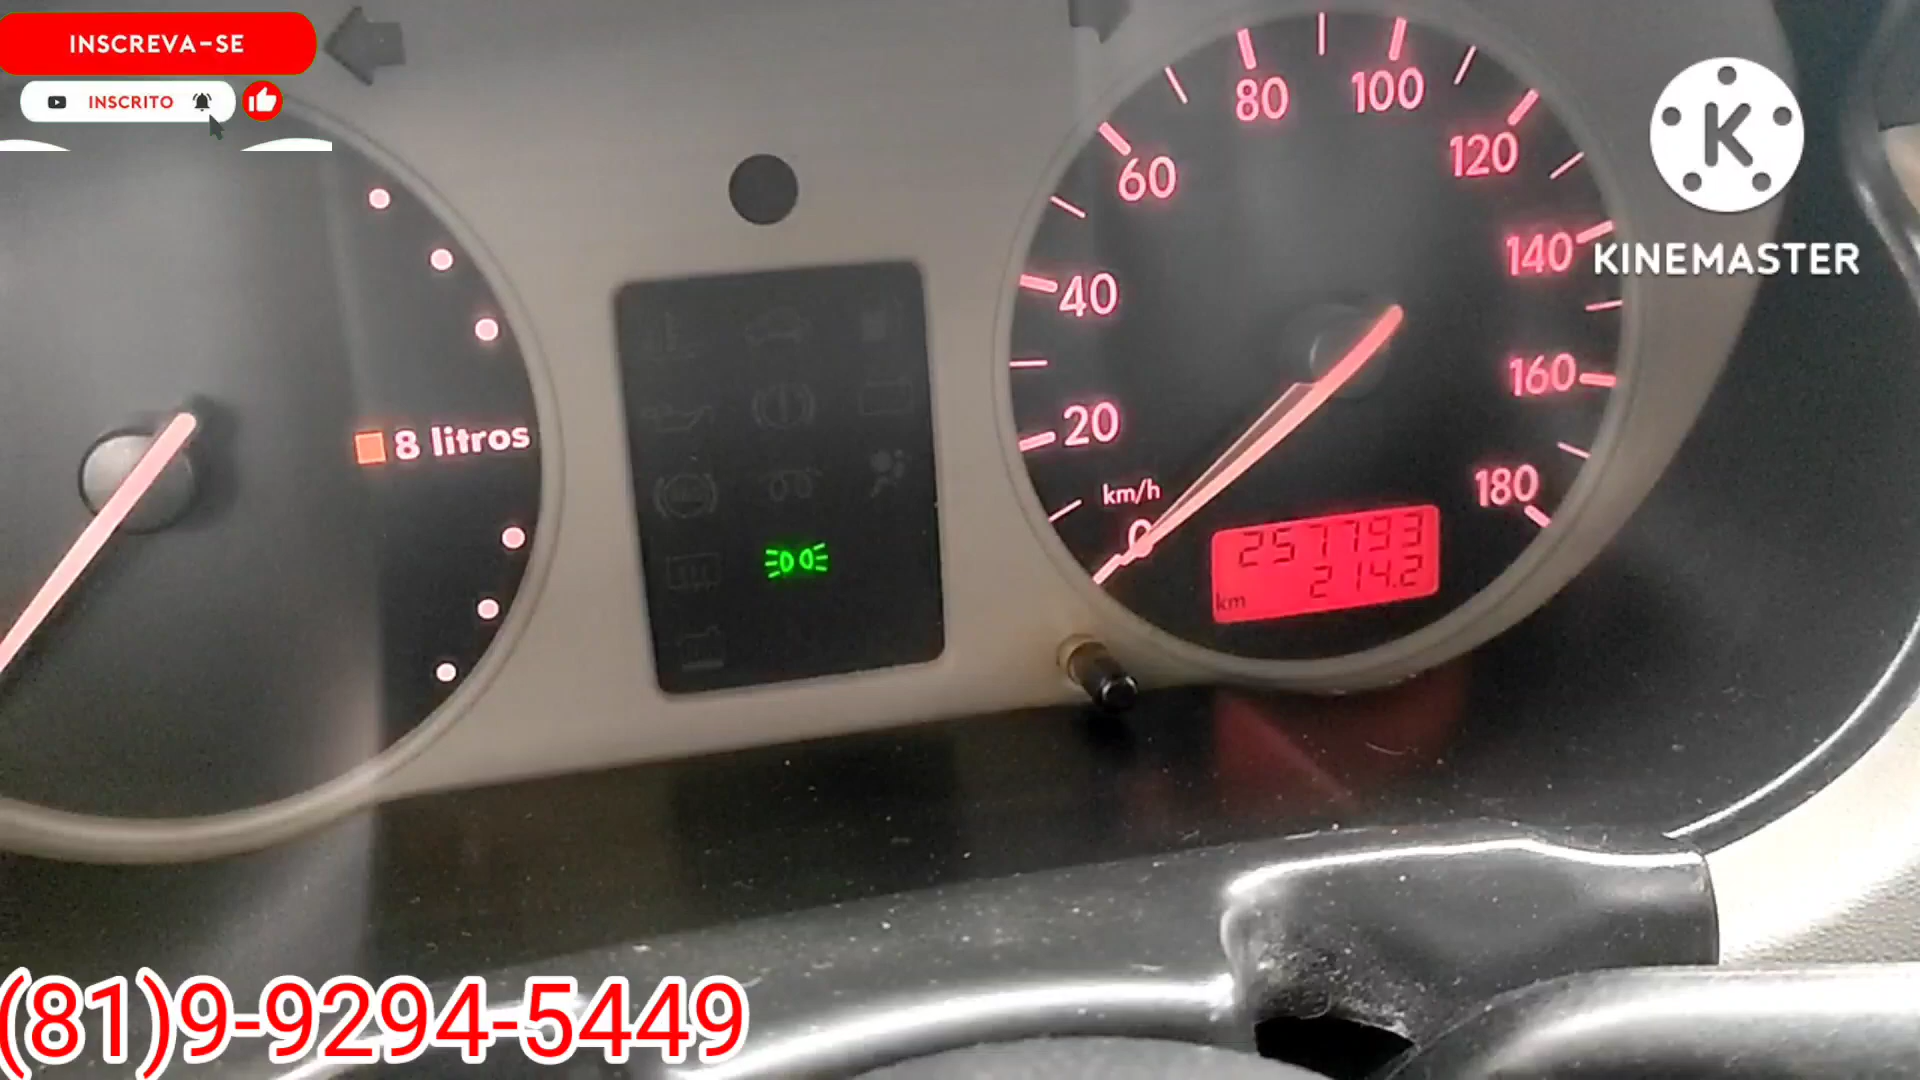 INSCREVA-SE
INSCRITO
K
KINEMASTER
80
100
60
120
140
40
8 litros
160
20
km/h
180
0
257793
214.2
km
(81)9-9294-5449